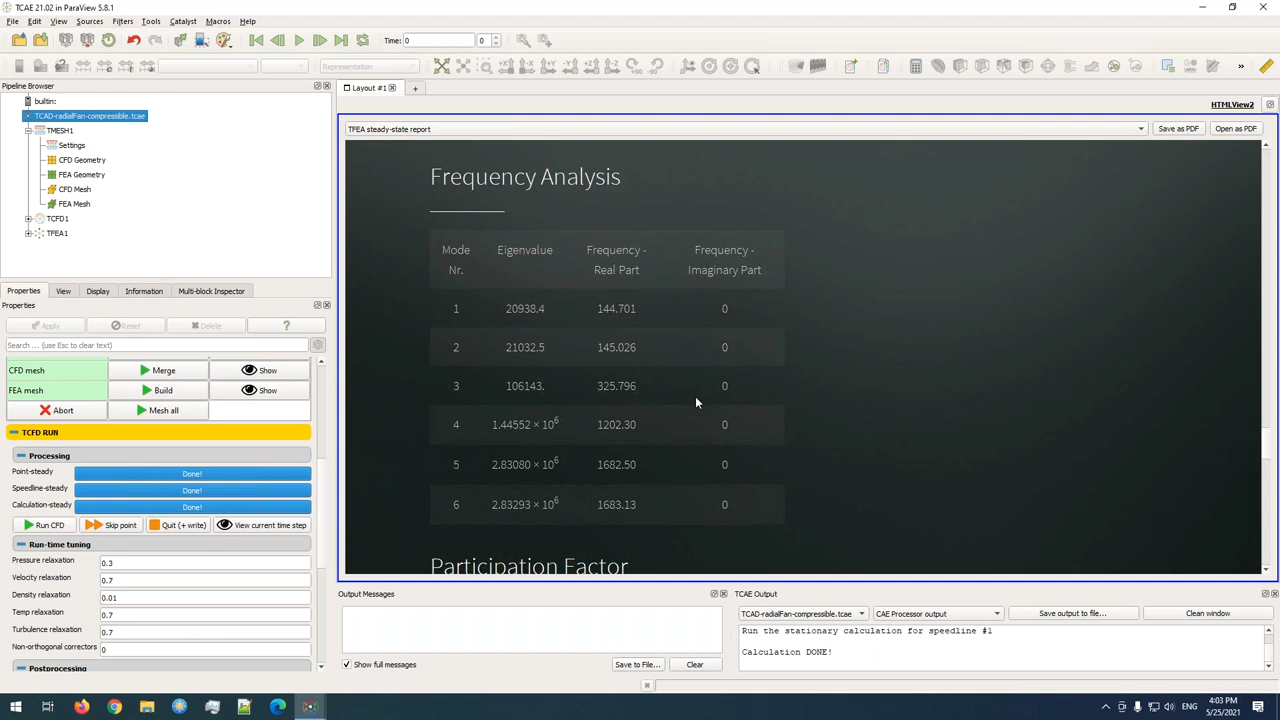 TCAE 21.02 in ParaView 5.8.1
File Edit View Sources Filters Tools Catalyst Macros Help
Time: 0 0
Representation
Pipeline Browser
builtin:
TCAD-radialFan-compressible.tcae
TMESH1
Settings
CFD Geometry
FEA Geometry
CFD Mesh
FEA Mesh
TCFD1
TFEA1
Properties View Display Information Multi-block Inspector
Properties
Apply Reset Delete ?
Search ... (use Esc to clear text)
CFD mesh Merge Show
FEA mesh Build Show
Abort Mesh all
TCFD RUN
Processing
Point-steady Done!
Speedline-steady Done!
Calculation-steady Done!
Run CFD Skip point Quit (+ write) View current time step
Run-time tuning
Pressure relaxation 0.3
Velocity relaxation 0.7
Density relaxation 0.01
Temp relaxation 0.7
Turbulence relaxation 0.7
Non-orthogonal correctors 0
Postprocessing
Layout #1 +
HTMLView2
TFEA steady-state report Save as PDF Open as PDF
Frequency Analysis
Mode Nr. Eigenvalue Frequency - Real Part Frequency - Imaginary Part
1 20938.4 144.701 0
2 21032.5 145.026 0
3 106143. 325.796 0
4 1.44552 × 10⁶ 1202.30 0
5 2.83080 × 10⁶ 1682.50 0
6 2.83293 × 10⁶ 1683.13 0
Participation Factor
Output Messages
Show full messages Save to File... Clear
TCAE Output
TCAD-radialFan-compressible.tcae CAE Processor output Save output to file... Clean window
Run the stationary calculation for speedline #1
Calculation DONE!
ENG 4:03 PM
5/25/2021